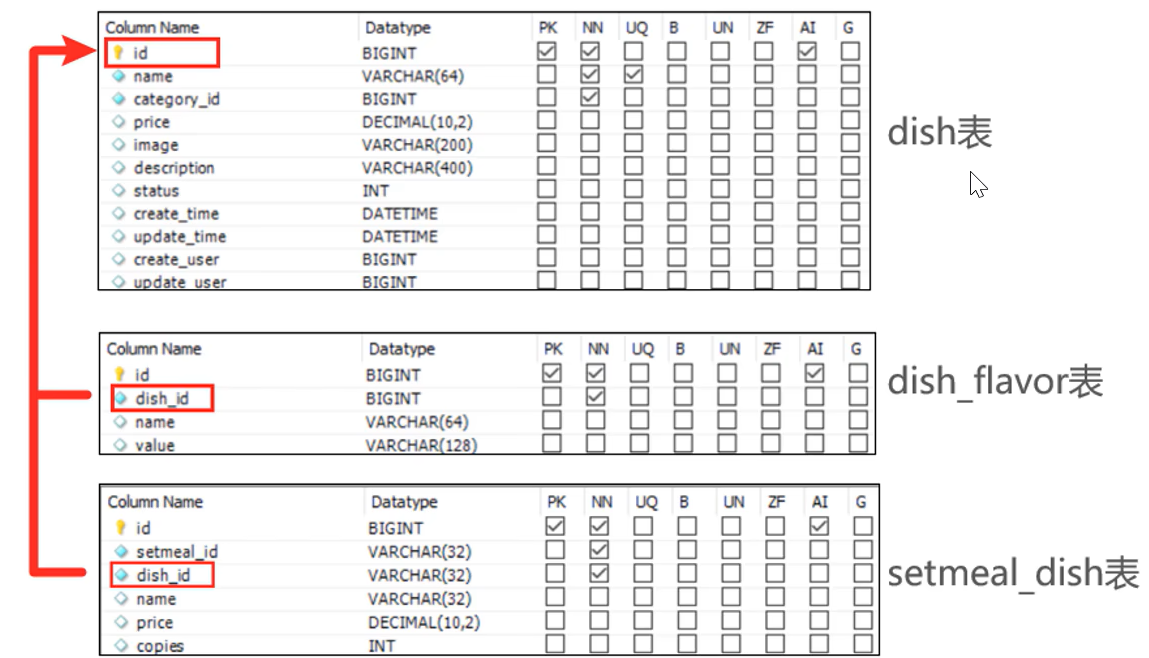 Column Name Datatype PK NN UQ B UN ZF AI G
id BIGINT
name VARCHAR(64)
category_id BIGINT
price DECIMAL(10,2)
image VARCHAR(200)
description VARCHAR(400)
status INT
create_time DATETIME
update_time DATETIME
create_user BIGINT
update_user BIGINT
dish表
Column Name Datatype PK NN UQ B UN ZF AI G
id BIGINT
dish_id BIGINT
name VARCHAR(64)
value VARCHAR(128)
dish_flavor表
Column Name Datatype PK NN UQ B UN ZF AI G
id BIGINT
setmeal_id VARCHAR(32)
dish_id VARCHAR(32)
name VARCHAR(32)
price DECIMAL(10,2)
copies INT
setmeal_dish表